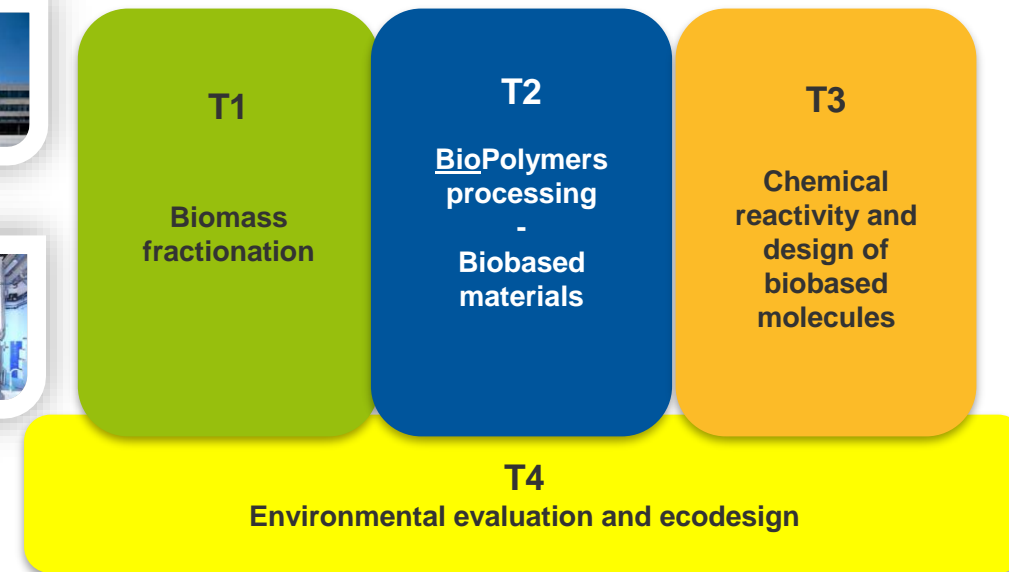 T1
Biomass
fractionation
T2
BioPolymers
processing
-
Biobased
materials
T3
Chemical
reactivity and
design of
biobased
molecules
T4
Environmental evaluation and ecodesign